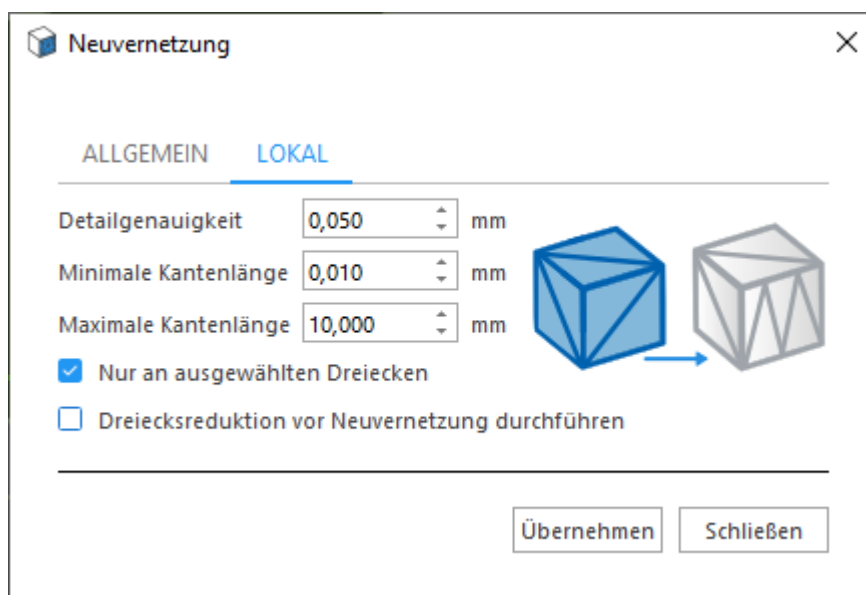 Neuvernetzung
ALLGEMEIN LOKAL
Detailgenauigkeit 0,050 mm
Minimale Kantenlänge 0,010 mm
Maximale Kantenlänge 10,000 mm
Nur an ausgewählten Dreiecken
Dreiecksreduktion vor Neuvernetzung durchführen
Übernehmen Schließen